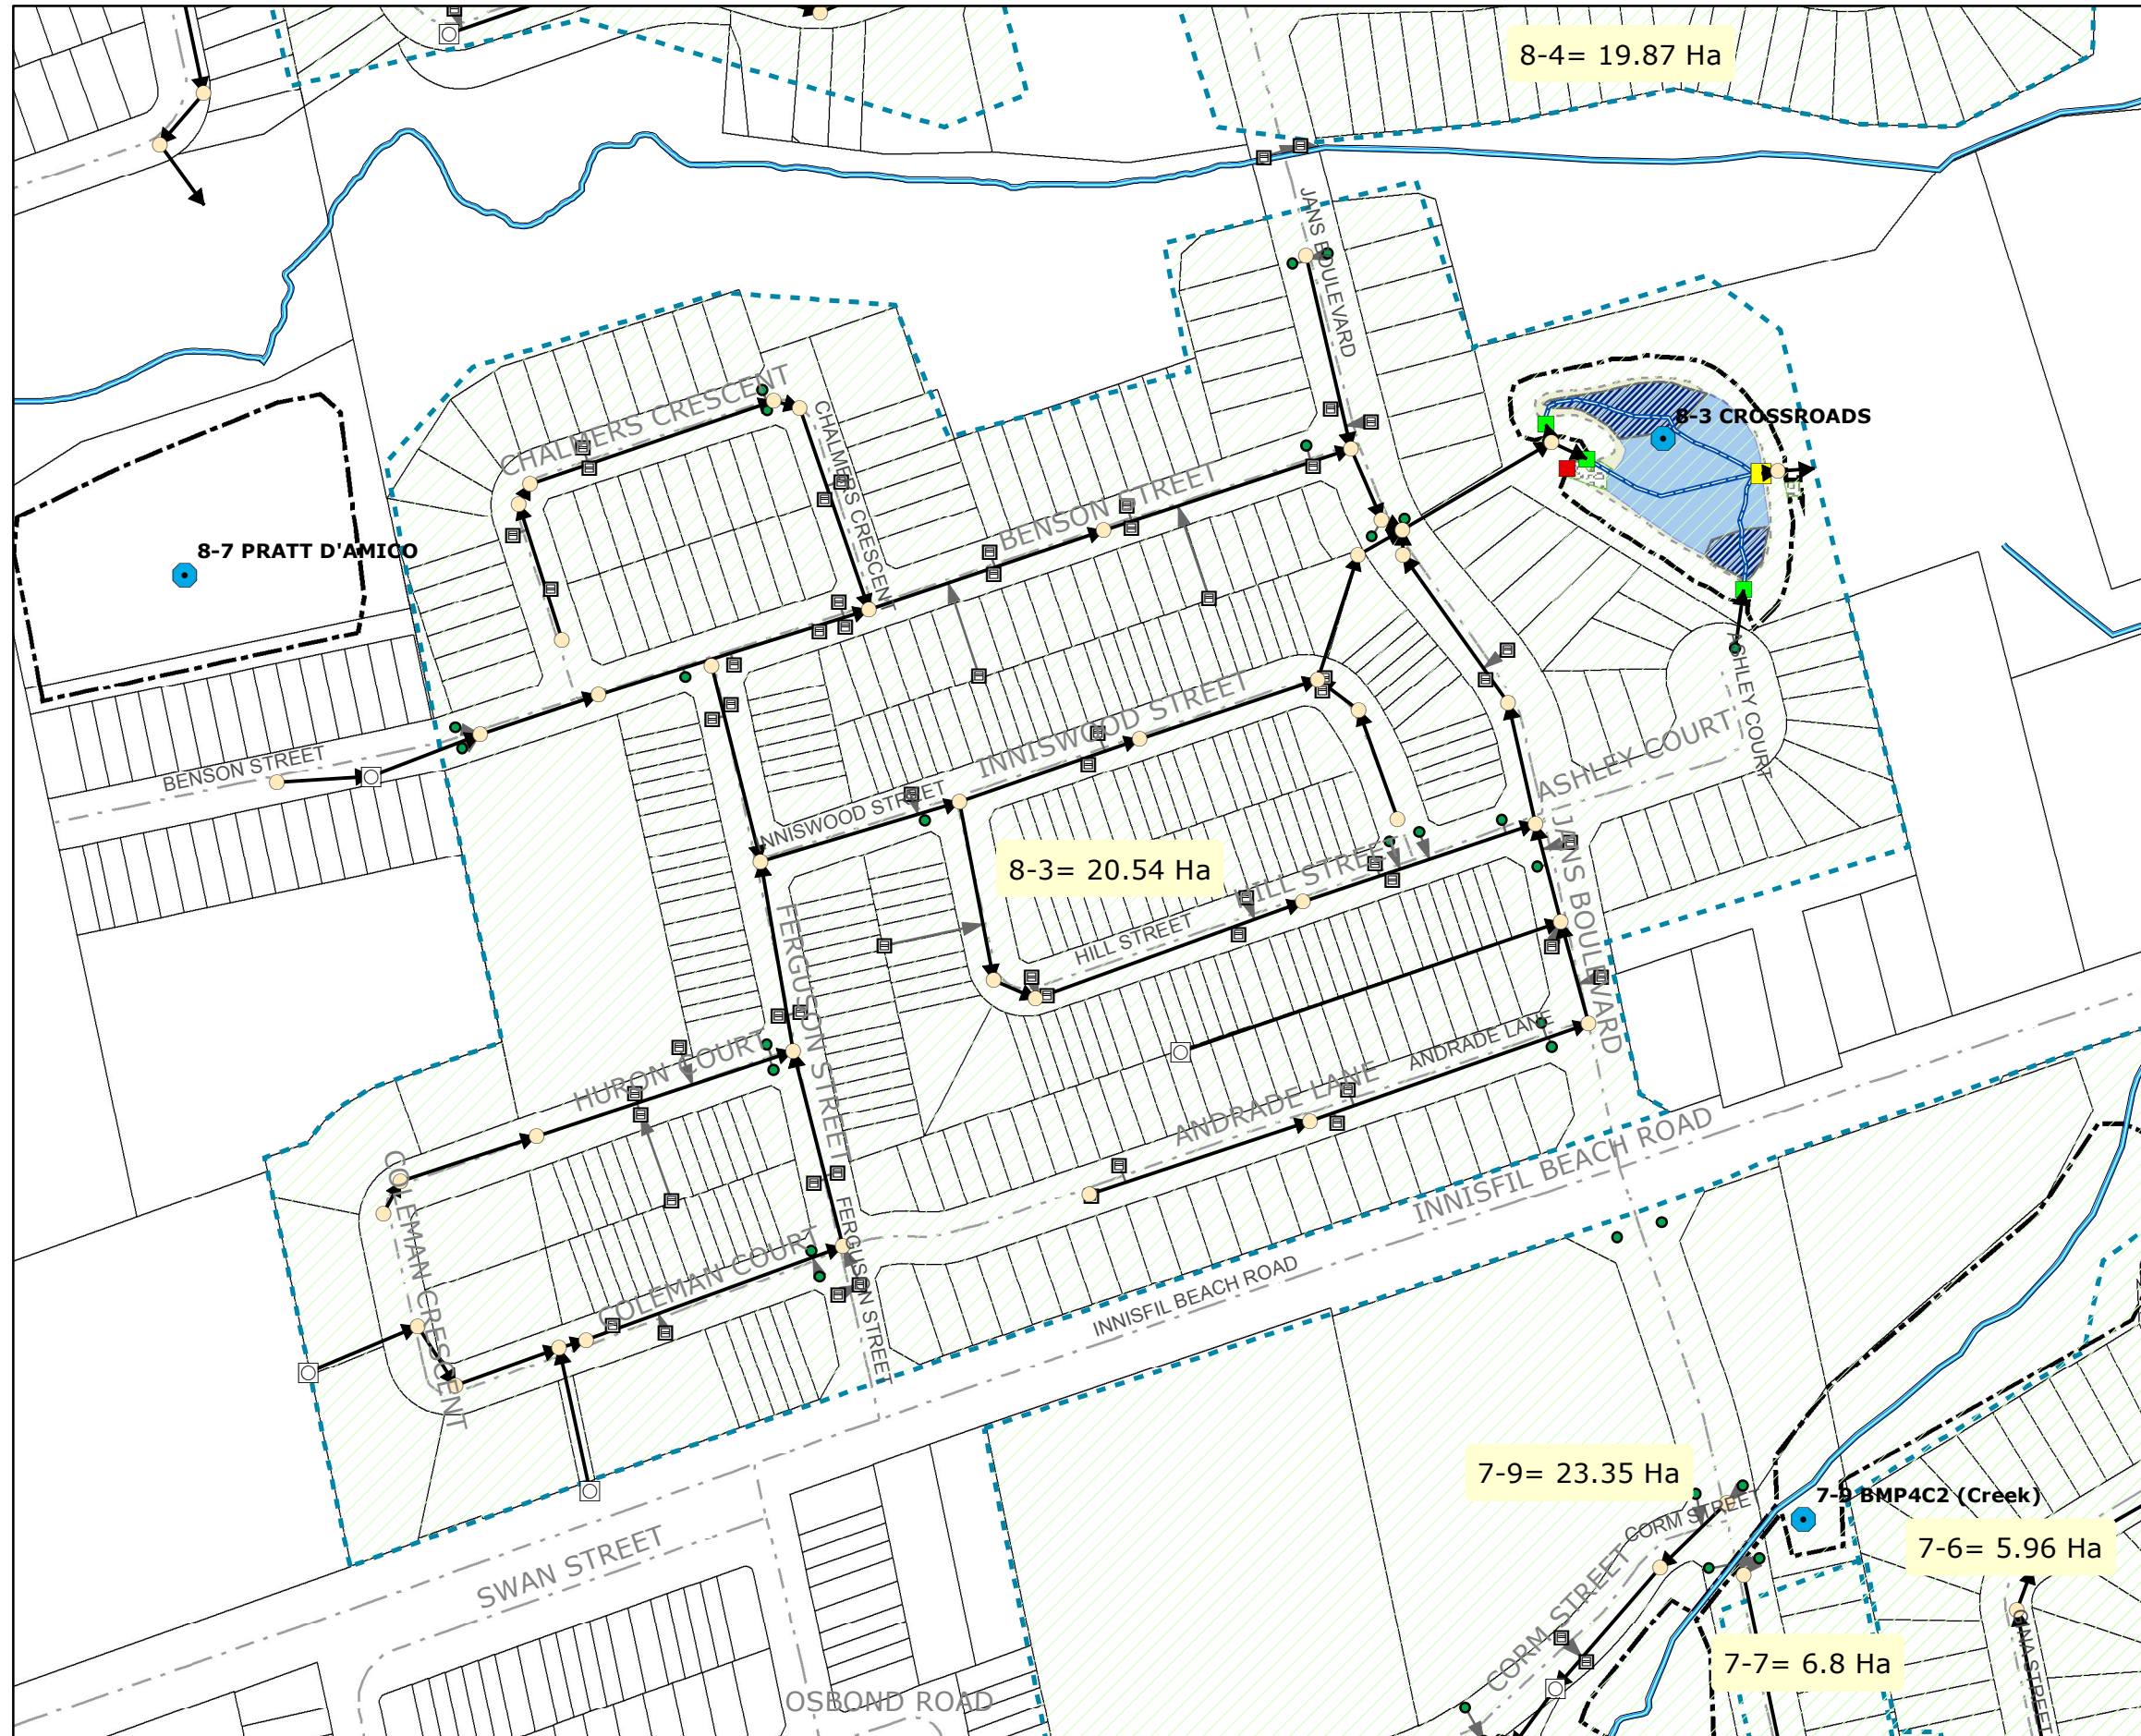 8-4= 19.87 Ha
JANS BOULEVARD
CHALMERS CRESCENT
CHALMERS CRESCENT
8-3 CROSSROADS
BENSON STREET
8-7 PRATT D'AMICO
ASHLEY COURT
INNISWOOD STREET
ASHLEY COURT
BENSON STREET
INNISWOOD STREET
8-3= 20.54 Ha
HILL STREET
HILL STREET
JANS BOULEVARD
FERGUSON STREET
HURON COURT
ANDRADE LANE
ANDRADE LANE
COLEMAN CRESCENT
INNISFIL BEACH ROAD
COLEMAN COURT
FERGUSON STREET
INNISFIL BEACH ROAD
7-9= 23.35 Ha
7-9 BMP4C2 (Creek)
CORM STREET
7-6= 5.96 Ha
SWAN STREET
CORM STREET
7-7= 6.8 Ha
OSBOND ROAD